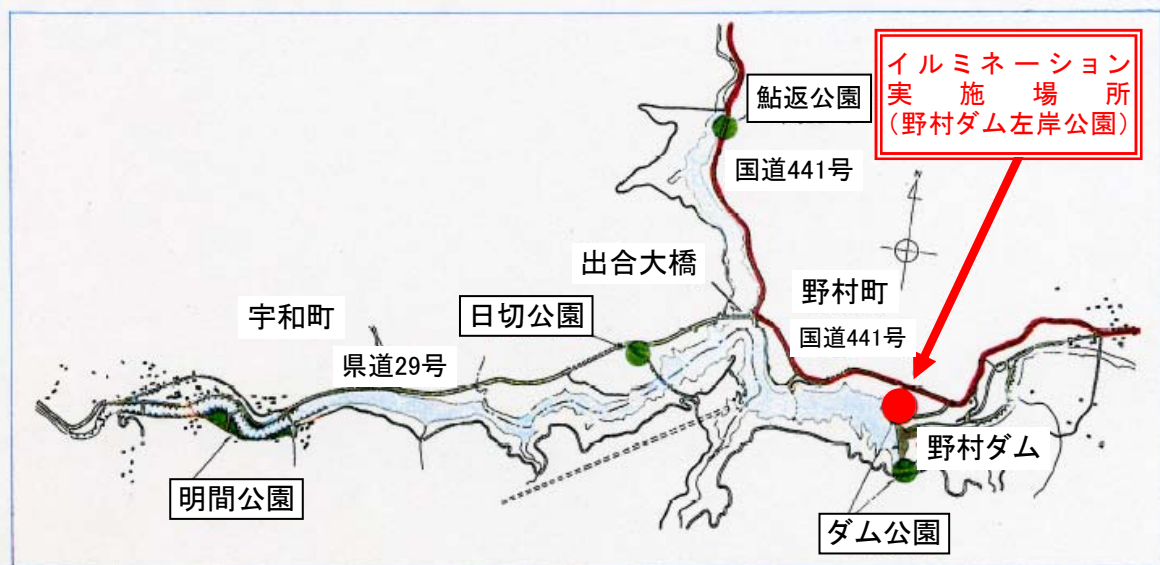 イルミネーション
実施場所
（野村ダム左岸公園）
鮎返公園
国道441号
N
出合大橋
野村町
宇和町
日切公園
国道441号
県道29号
野村ダム
明間公園
ダム公園